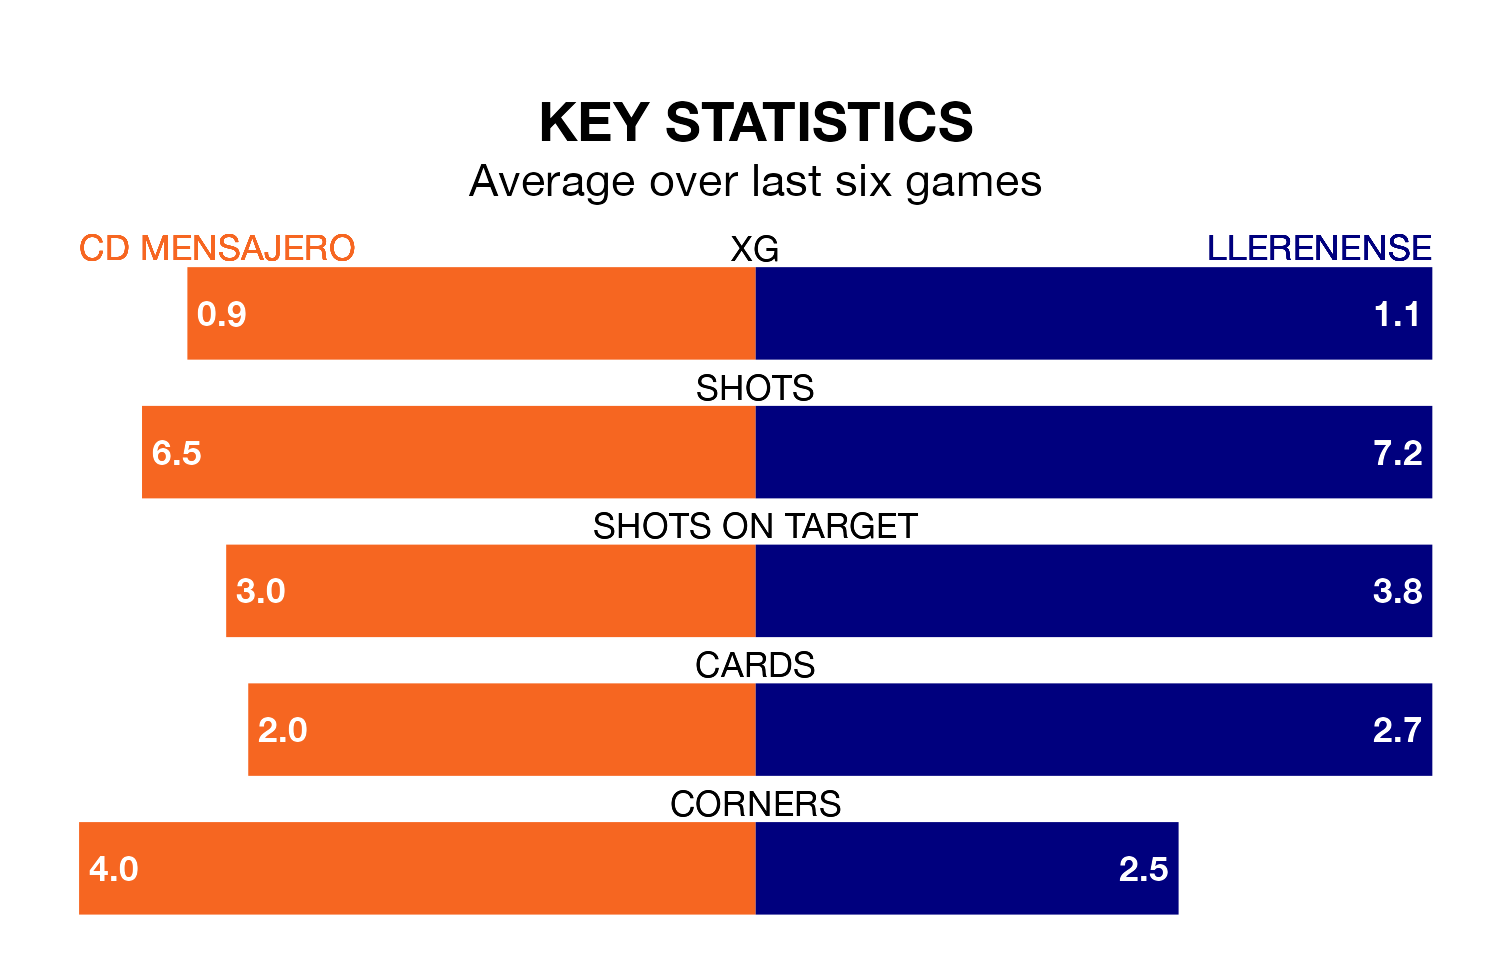 KEY STATISTICS
Average over last six games
CD MENSAJERO XG LLERENENSE
0.9 1.1
SHOTS
6.5 7.2
SHOTS ON TARGET
3.0 3.8
CARDS
2.0 2.7
CORNERS
4.0 2.5